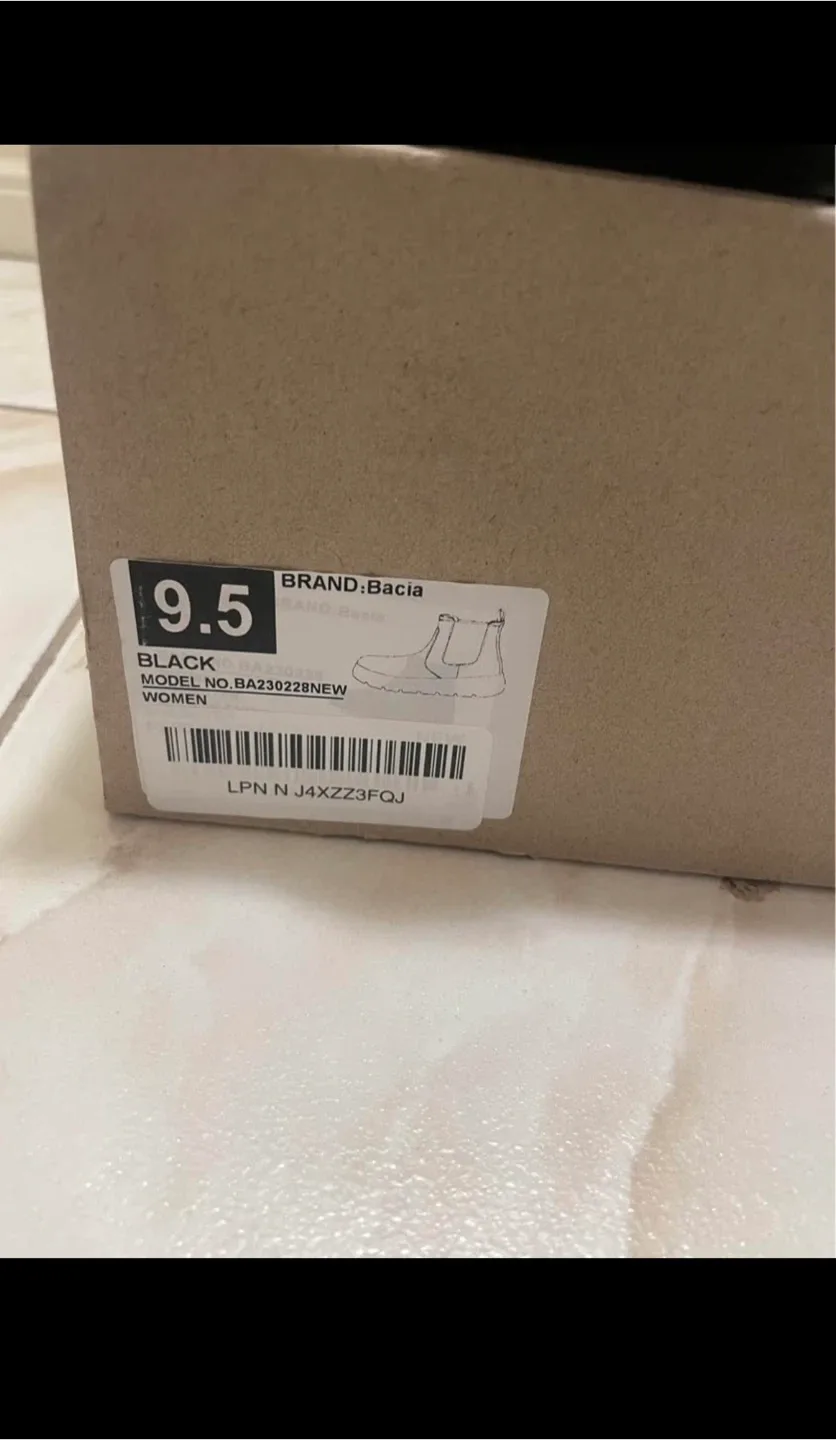 9.5
BRAND:Bacia
BLACK
MODEL NO.BA230228NEW
WOMEN
LPN N J4XZZ3FQJ